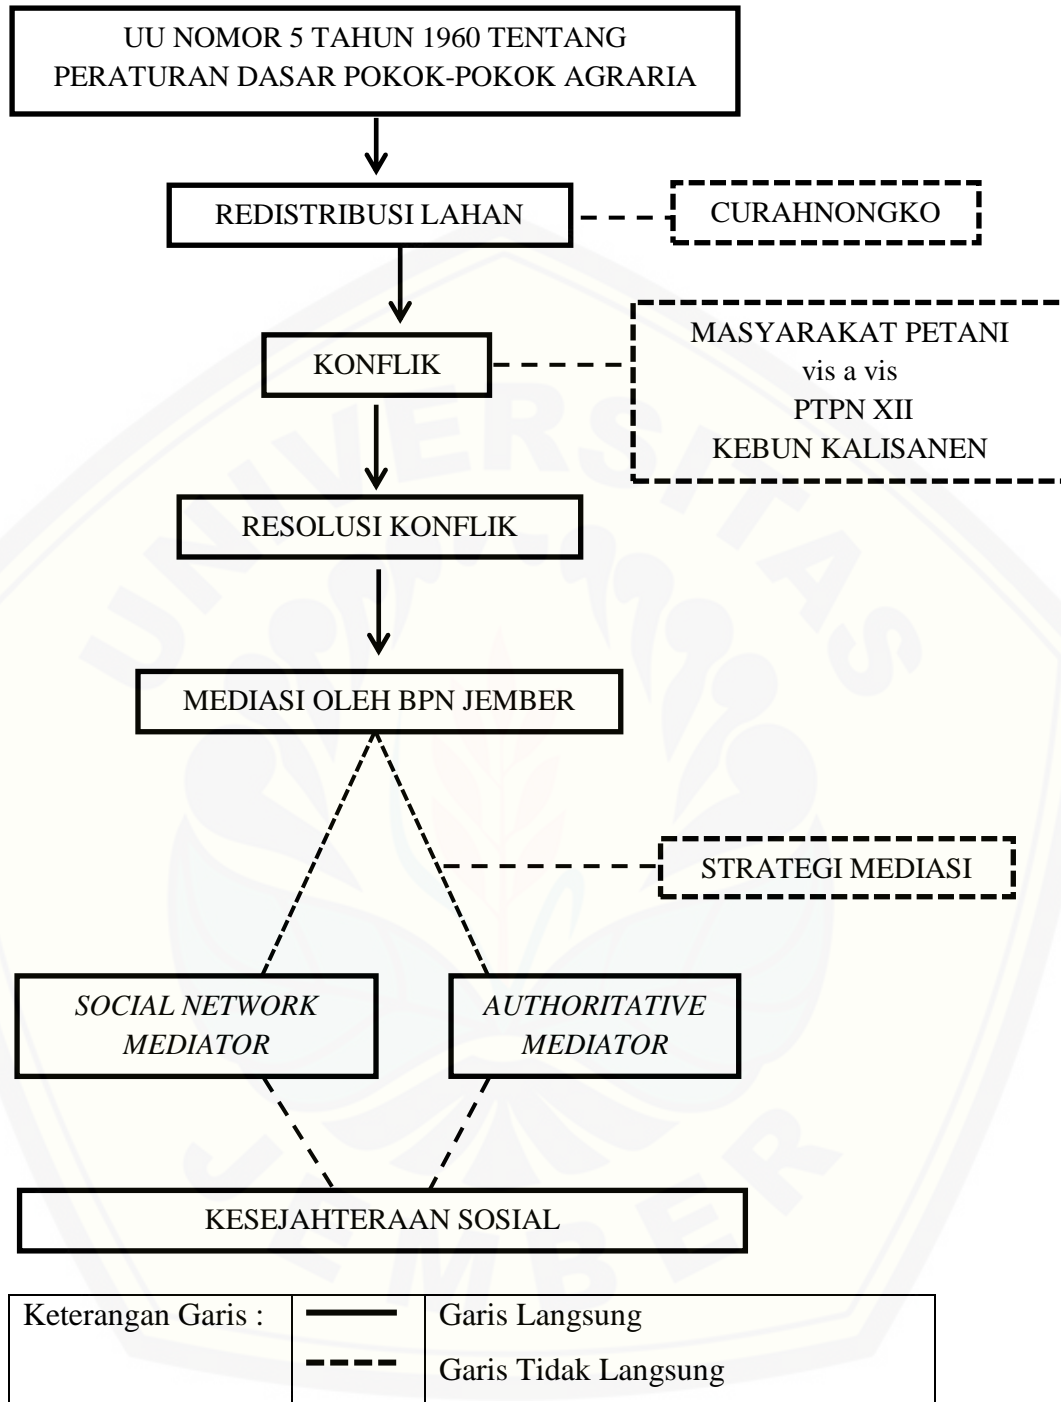 UU NOMOR 5 TAHUN 1960 TENTANG
PERATURAN DASAR POKOK-POKOK AGRARIA
REDISTRIBUSI LAHAN
CURAHNONGKO
KONFLIK
MASYARAKAT PETANI
vis a vis
PTPN XII
KEBUN KALISANEN
RESOLUSI KONFLIK
MEDIASI OLEH BPN JEMBER
STRATEGI MEDIASI
SOCIAL NETWORK
MEDIATOR
AUTHORITATIVE
MEDIATOR
KESEJAHTERAAN SOSIAL
Keterangan Garis :
Garis Langsung
Garis Tidak Langsung
UNIVERSITAS
JEMBER